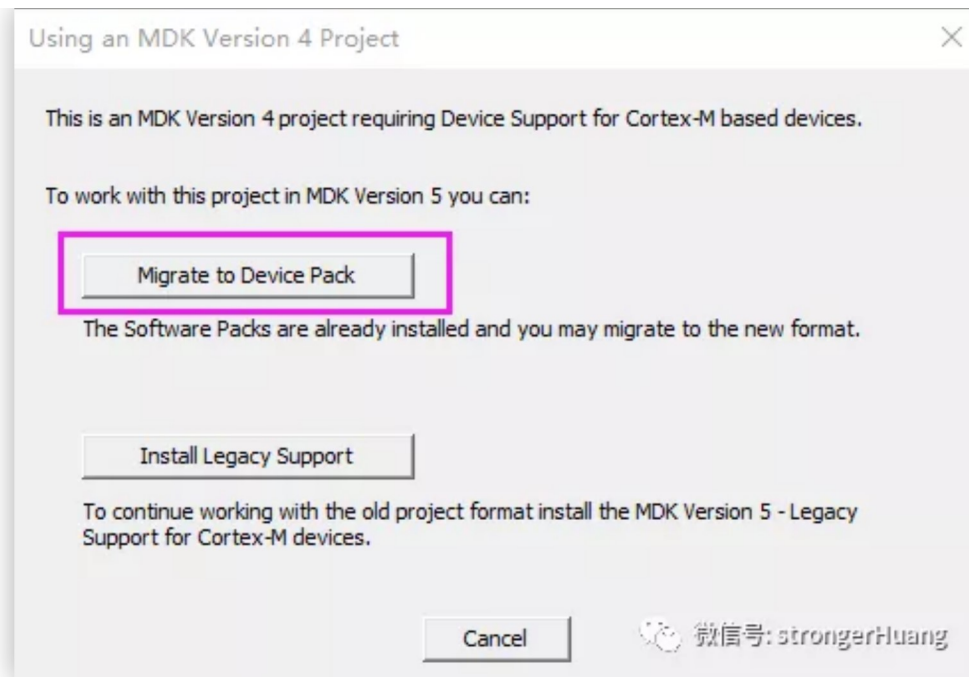 Using an MDK Version 4 Project
This is an MDK Version 4 project requiring Device Support for Cortex-M based devices.
To work with this project in MDK Version 5 you can:
Migrate to Device Pack
The Software Packs are already installed and you may migrate to the new format.
Install Legacy Support
To continue working with the old project format install the MDK Version 5 - Legacy
Support for Cortex-M devices.
Cancel
微信号: strongerHuang